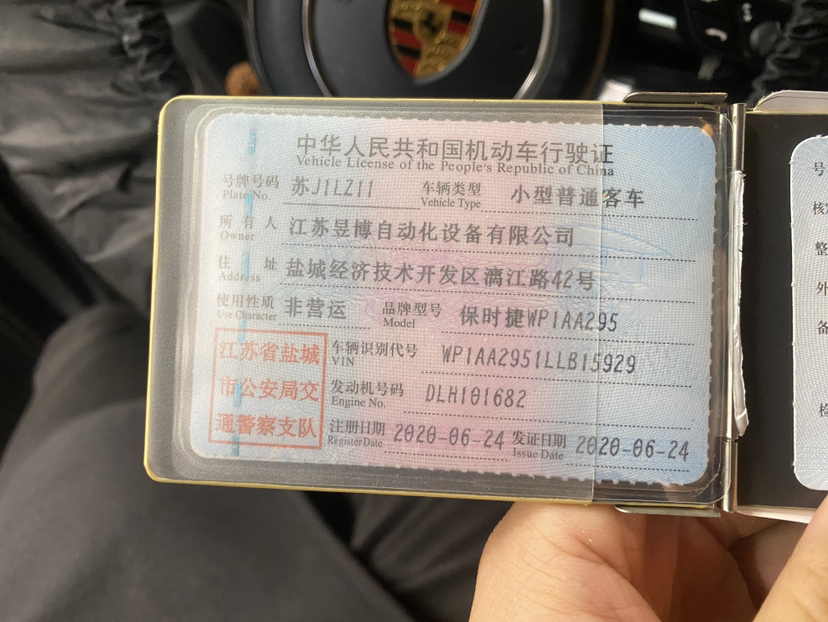 中华人民共和国机动车行驶证
Vehicle License of the People's Republic of China
号牌号码 苏J1LZ11 车辆类型 小型普通客车
Plate No. Vehicle Type
所有人 江苏昱博自动化设备有限公司
Owner
住址 盐城经济技术开发区漓江路42号
Address
使用性质 非营运 品牌型号 保时捷WP1AA295
Use Character Model
江苏省盐城 车辆识别代号 WP1AA2951LLB15929
VIN
市公安局交 发动机号码 DLH101682
Engine No.
通警察支队 注册日期 2020-06-24 发证日期 2020-06-24
Register Date Issue Date
号
整
外
备